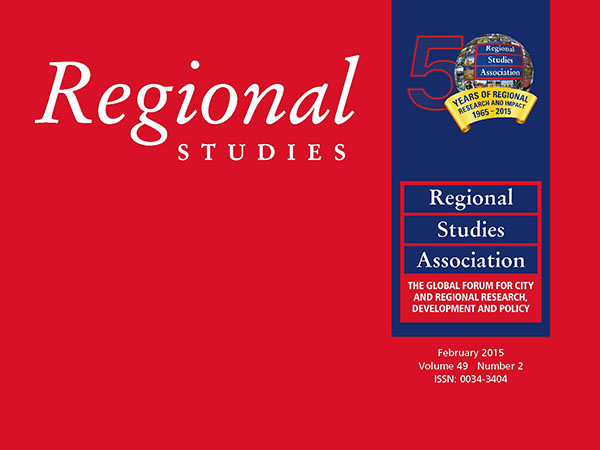 Regional
STUDIES
50
Regional
Studies
Association
YEARS OF REGIONAL
RESEARCH AND IMPACT
1965 – 2015
Regional
Studies
Association
THE GLOBAL FORUM FOR CITY
AND REGIONAL RESEARCH,
DEVELOPMENT AND POLICY
February 2015
Volume 49 Number 2
ISSN: 0034-3404